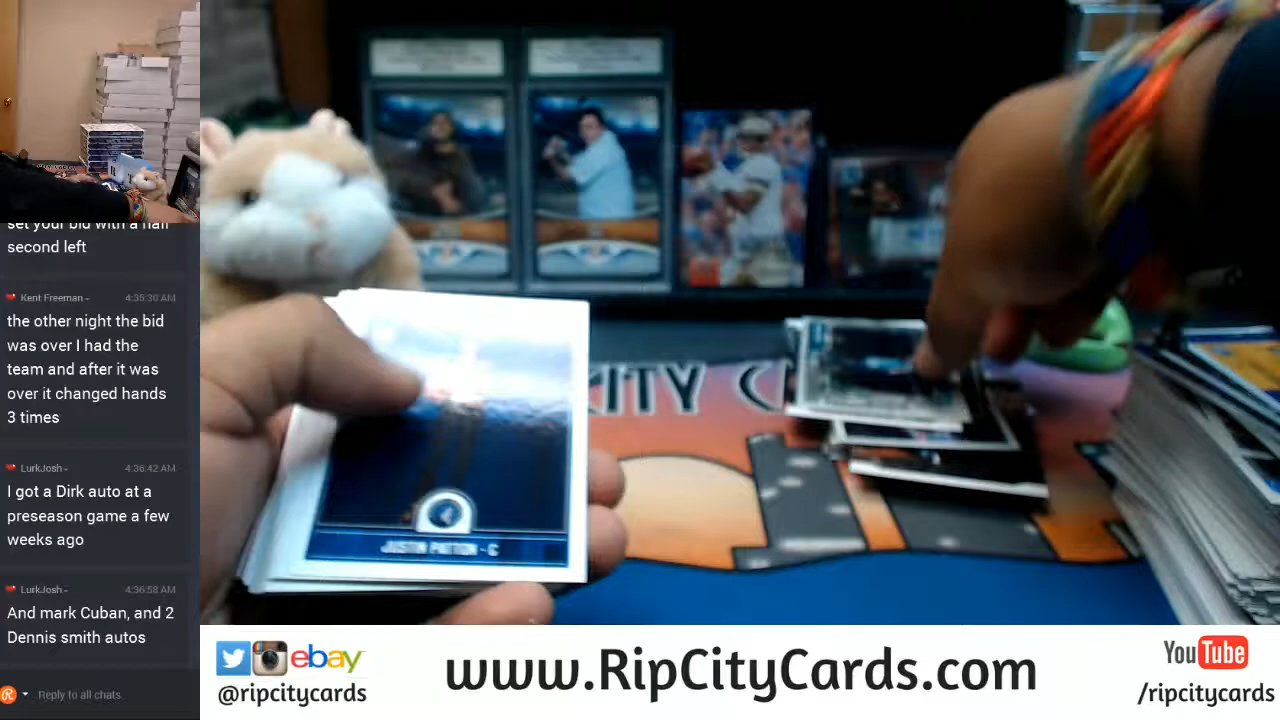 set your bid with a half
second left
Kent Freeman -
4:35:30 AM
the other night the bid
was over I had the
team and after it was
over it changed hands
3 times
LurkJosh -
4:36:42 AM
I got a Dirk auto at a
preseason game a few
weeks ago
LurkJosh -
4:36:58 AM
And mark Cuban, and 2
Dennis smith autos
Reply to all chats
CITY C
JUSTIN PATTON - C
ebay
@ripcitycards
www.RipCityCards.com
YouTube
/ripcitycards